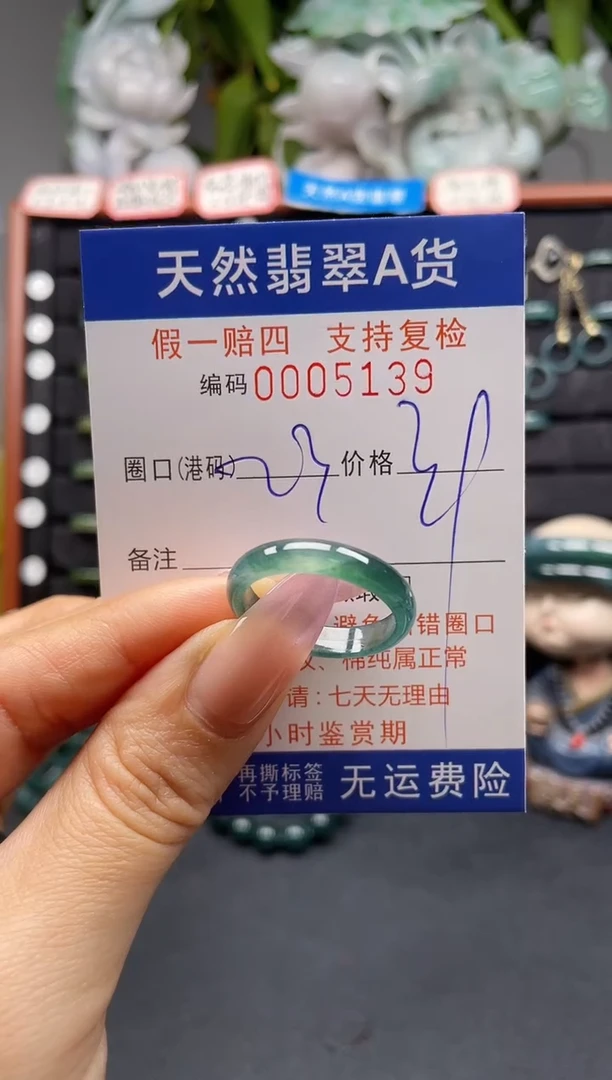 天然翡翠A货
假一赔四 支持复检
编码 0005139
圈口(港码) 价格
备注
避免 错圈口
、棉纯属正常
请：七天无理由
小时鉴赏期
再撕标签
不予理赔
无运费险